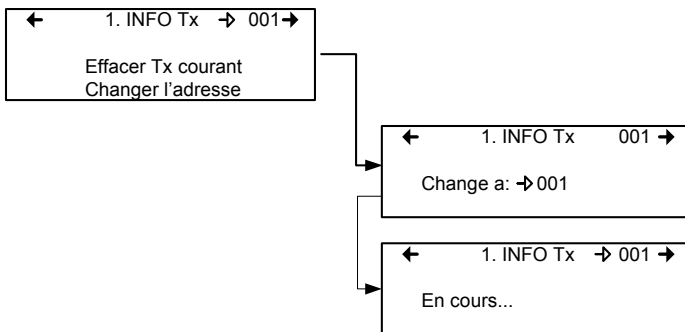 ← 1. INFO Tx -> 001→
Effacer Tx courant
Changer l'adresse
← 1. INFO Tx 001 →
Change a: -> 001
← 1. INFO Tx -> 001 →
En cours...